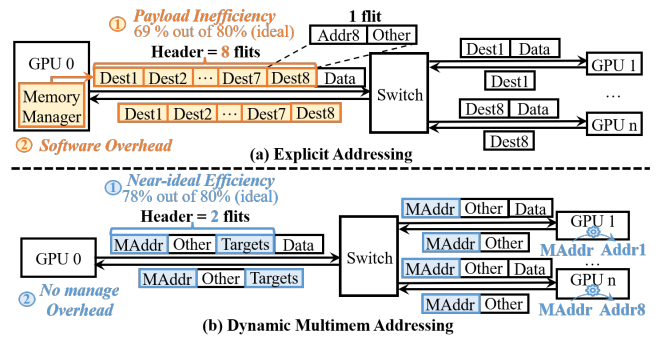 ① Payload Inefficiency
69 % out of 80% (ideal)
1 flit
Addr8 Other
GPU 0
Header = 8 flits
Dest1 Dest2 ··· Dest7 Dest8 Data
Memory
Manager
Dest1 Dest2 ··· Dest7 Dest8
② Software Overhead
Switch
Dest1 Data
Dest1
GPU 1
...
Dest8 Data
Dest8
GPU n
(a) Explicit Addressing
① Near-ideal Efficiency
78% out of 80% (ideal)
Header = 2 flits
MAddr Other Targets Data
GPU 0
MAddr Other Targets
② No manage
Overhead
Switch
MAddr Other Data
MAddr Other
GPU 1
MAddr Addr1
...
MAddr Other Data
MAddr Other
GPU n
MAddr Addr8
(b) Dynamic Multimem Addressing